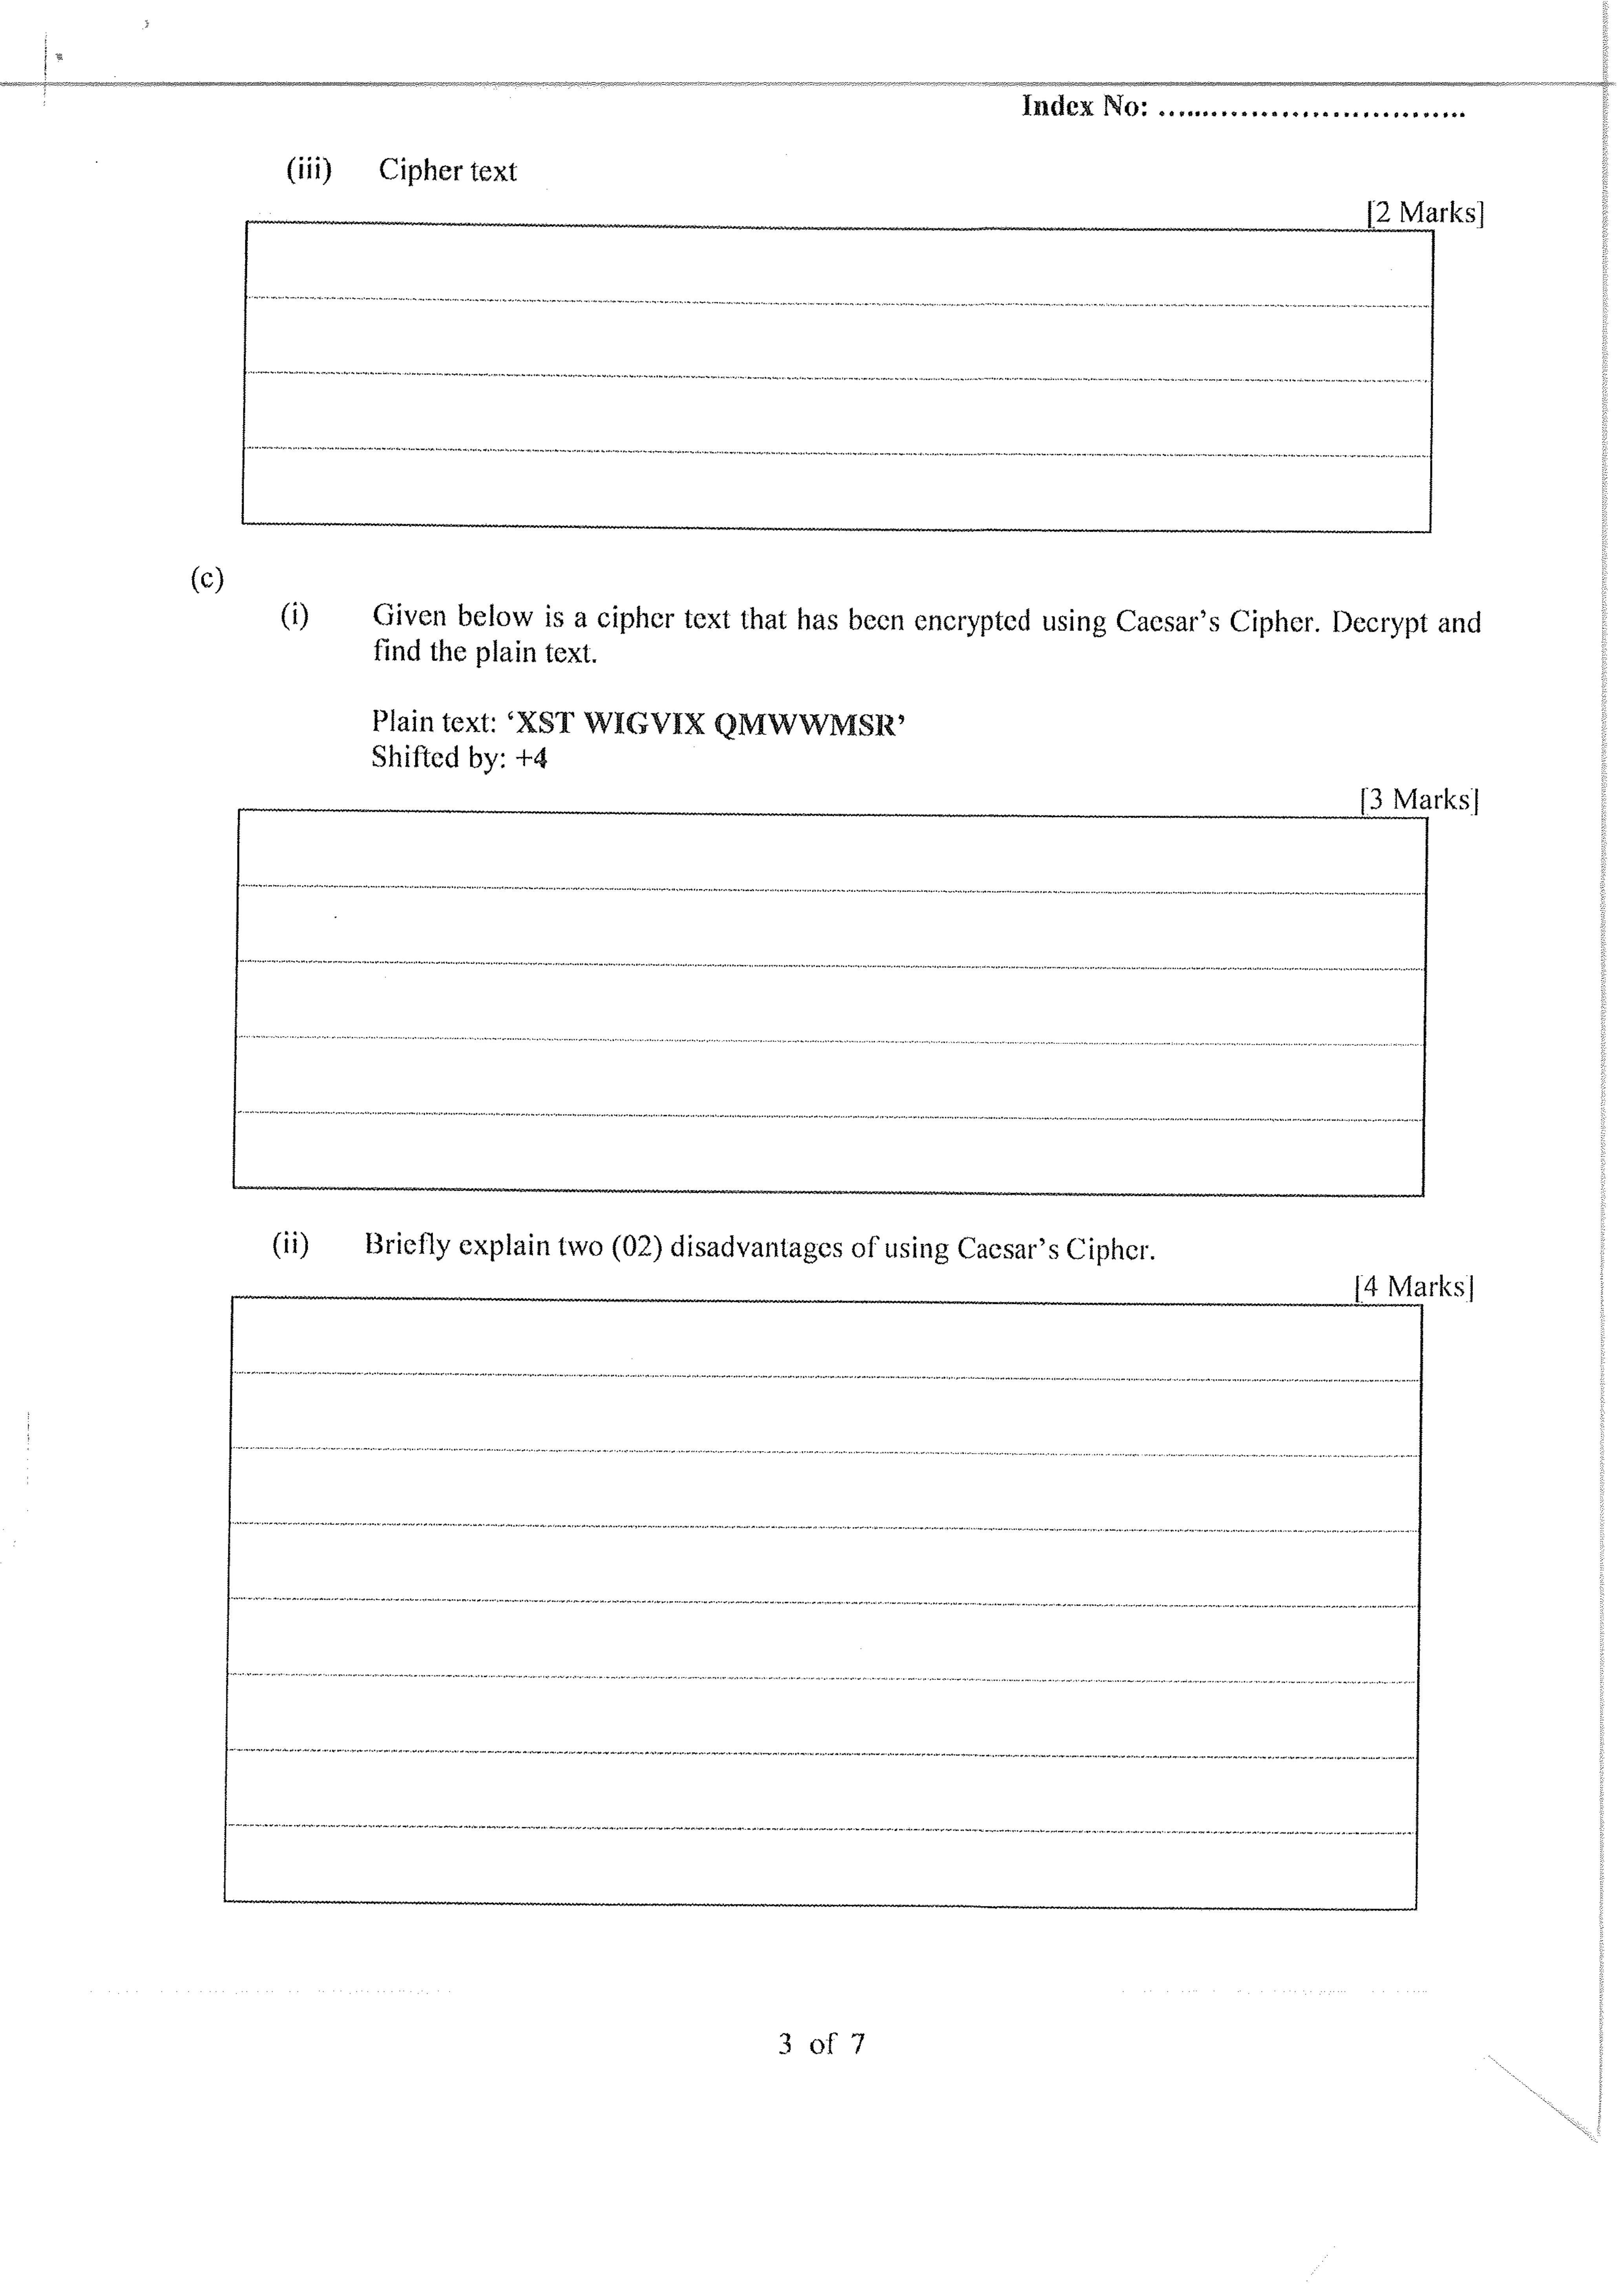 Index No: ....................................
(iii) Cipher text
[2 Marks]
(c)
(i) Given below is a cipher text that has been encrypted using Caesar's Cipher. Decrypt and
find the plain text.
Plain text: ‘XST WIGVIX QMWWMSR’
Shifted by: +4
[3 Marks]
(ii) Briefly explain two (02) disadvantages of using Caesar's Cipher.
[4 Marks]
3 of 7